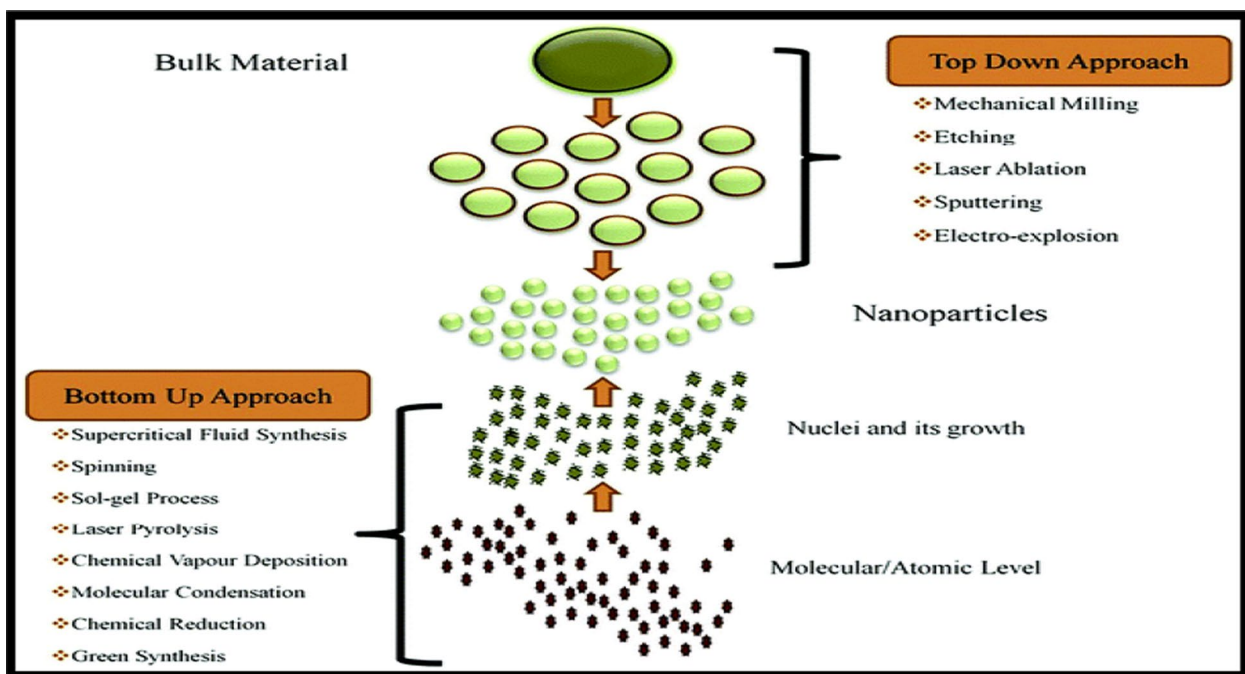 Bulk Material
Top Down Approach
❖Mechanical Milling
❖Etching
❖Laser Ablation
❖Sputtering
❖Electro-explosion
Nanoparticles
Bottom Up Approach
❖Supercritical Fluid Synthesis
❖Spinning
❖Sol-gel Process
❖Laser Pyrolysis
❖Chemical Vapour Deposition
❖Molecular Condensation
❖Chemical Reduction
❖Green Synthesis
Nuclei and its growth
Molecular/Atomic Level